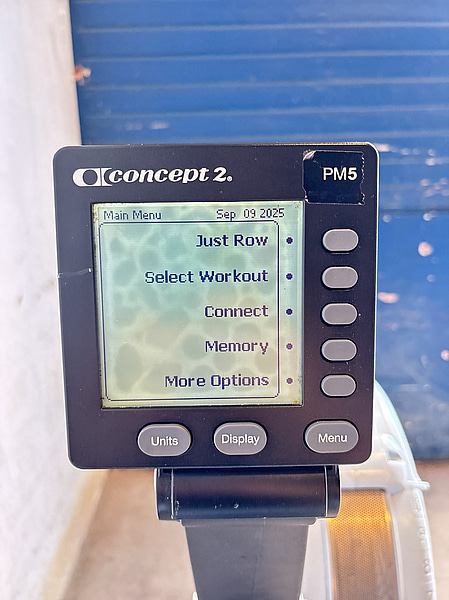 concept 2.
PM5
Main Menu Sep 09 2025
Just Row
Select Workout
Connect
Memory
More Options
Units Display Menu